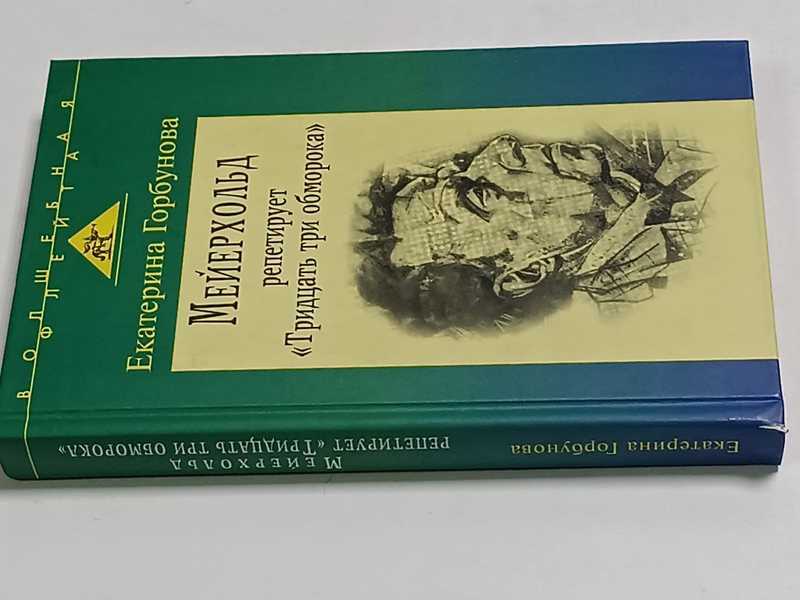 ВОЛШЕБНАЯ
ФЛЕЙТА
Екатерина Горбунова
МЕЙЕРХОЛЬД
репетирует
«Тридцать три обморока»
МЕЙЕРХОЛЬД
РЕПЕТИРУЕТ «ТРИДЦАТЬ ТРИ ОБМОРОКА»
Екатерина Горбунова